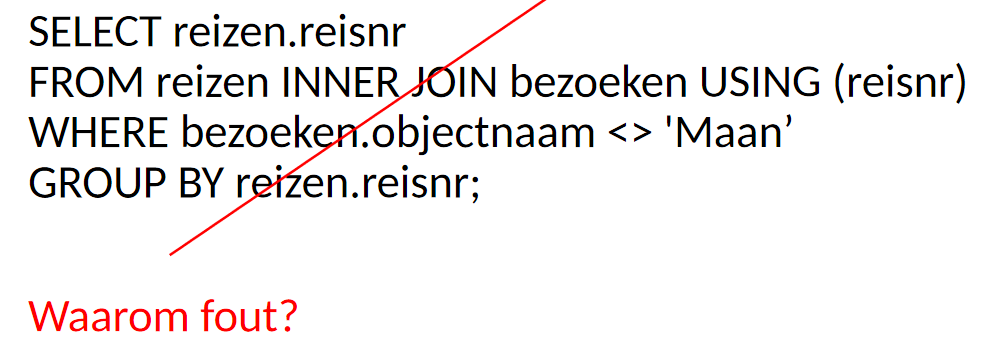 SELECT reizen.reisnr
FROM reizen INNER JOIN bezoeken USING (reisnr)
WHERE bezoeken.objectnaam <> 'Maan’
GROUP BY reizen.reisnr;
Waarom fout?